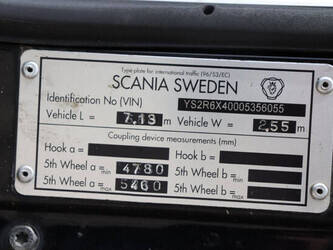 Type plate for international traffic (96/53/EC)
SCANIA SWEDEN
Identification No (VIN) YS2R6X40005356055
Vehicle L = 7.13 m Vehicle W = 2.55 m
Coupling device measurements (mm)
Hook a = Hook b =
5th Wheel a min = 4780 5th Wheel b min =
5th Wheel a max = 5460 5th Wheel b max =